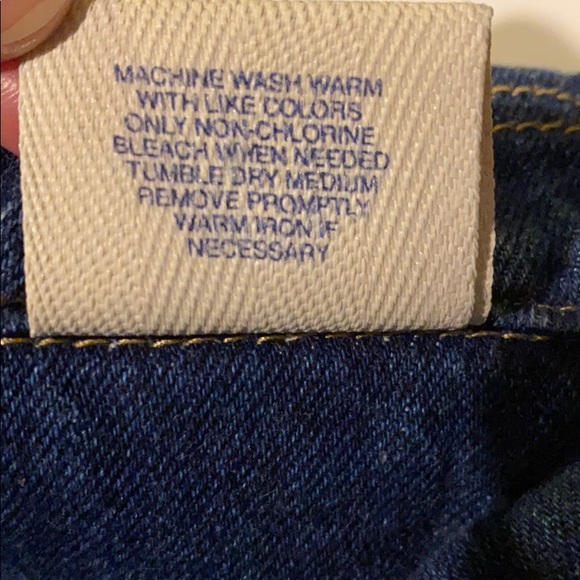 MACHINE WASH WARM
WITH LIKE COLORS
ONLY NON-CHLORINE
BLEACH WHEN NEEDED
TUMBLE DRY MEDIUM
REMOVE PROMPTLY
WARM IRON IF
NECESSARY